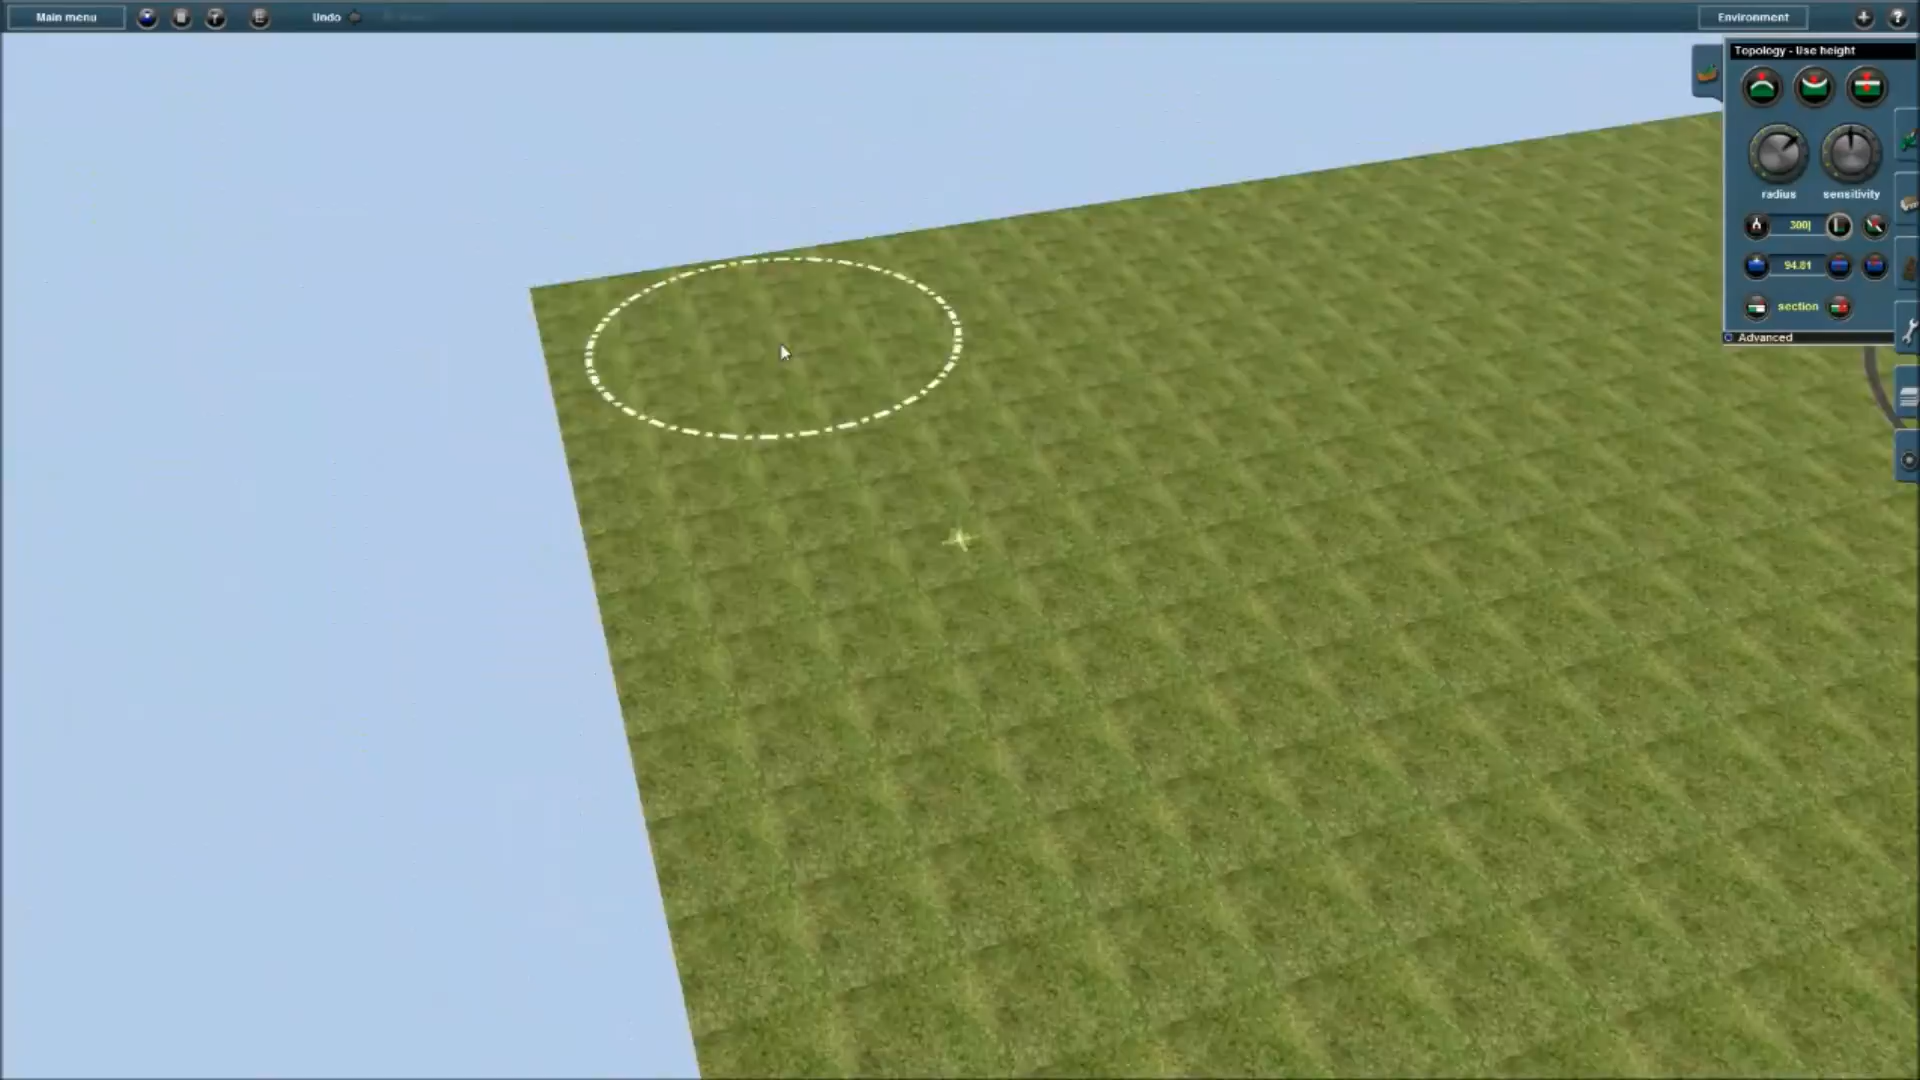 Main menu
Undo
Environment
?
Topology - Use height
radius sensitivity
300|
94.81
section
Advanced